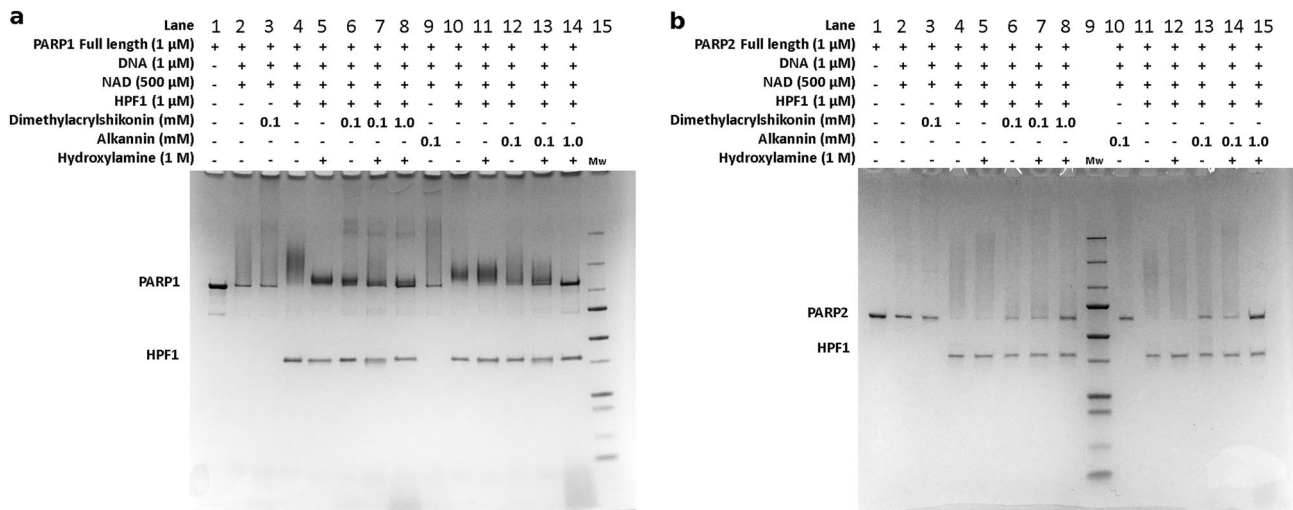 a
Lane 1 2 3 4 5 6 7 8 9 10 11 12 13 14 15
PARP1 Full length (1 µM) + + + + + + + + + + + + + +
DNA (1 µM) - + + + + + + + + + + + + +
NAD (500 µM) - + + + + + + + + + + + + +
HPF1 (1 µM) - - - + + + + + - + + + + +
Dimethylacrylshikonin (mM) - - 0.1 - - 0.1 0.1 1.0 - - - - - -
Alkannin (mM) - - - - - - - - 0.1 - - 0.1 0.1 1.0
Hydroxylamine (1 M) - - - - + - + + - - + - + + Mw
PARP1
HPF1
b
Lane 1 2 3 4 5 6 7 8 9 10 11 12 13 14 15
PARP2 Full length (1 µM) + + + + + + + + + + + + + +
DNA (1 µM) - + + + + + + + + + + + + +
NAD (500 µM) - + + + + + + + + + + + + +
HPF1 (1 µM) - - - + + + + + - + + + + +
Dimethylacrylshikonin (mM) - - 0.1 - - 0.1 0.1 1.0 - - - - - -
Alkannin (mM) - - - - - - - - 0.1 - - 0.1 0.1 1.0
Hydroxylamine (1 M) - - - - + - + + Mw - - + - + +
PARP2
HPF1